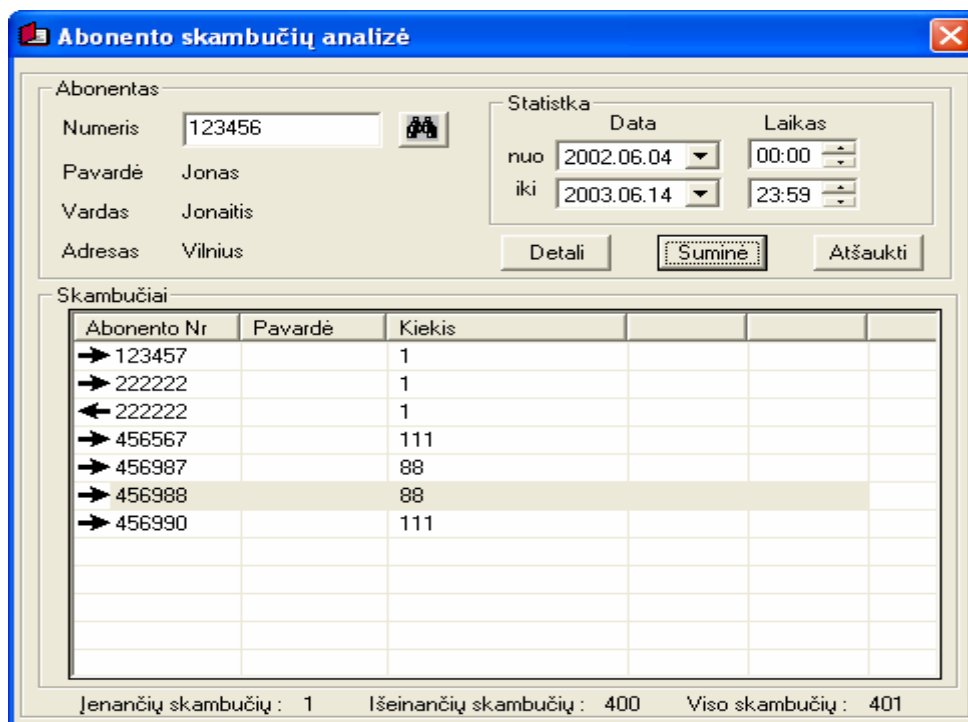 Abonento skambučių analizė
Abonentas
Numeris 123456
Pavardė Jonas
Vardas Jonaitis
Adresas Vilnius
Statistka
Data Laikas
nuo 2002.06.04 00:00
iki 2003.06.14 23:59
Detali Suminė Atšaukti
Skambučiai
Abonento Nr Pavardė Kiekis
123457 1
222222 1
222222 1
456567 111
456987 88
456988 88
456990 111
Įenančių skambučių : 1 Išeinančių skambučių : 400 Viso skambučių : 401